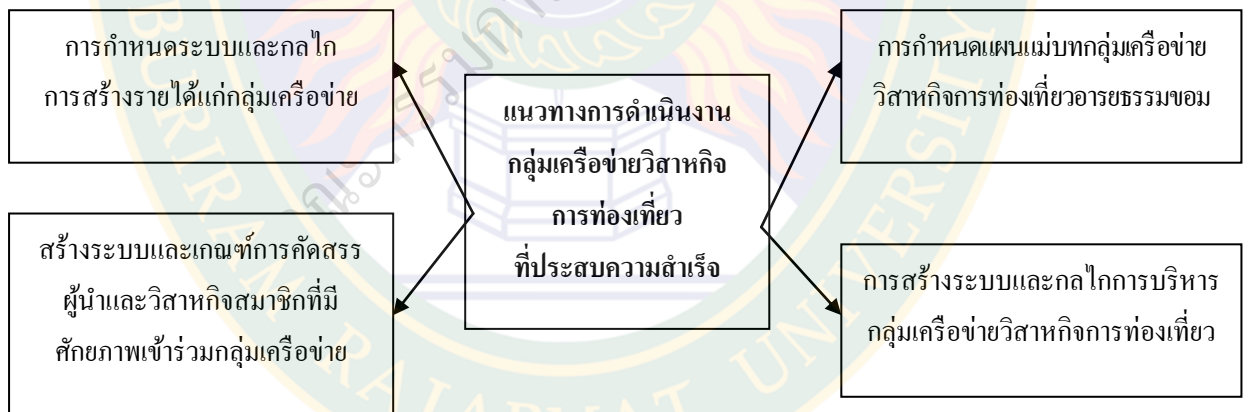 การกำหนดระบบและกลไก
การสร้างรายได้แก่กลุ่มเครือข่าย
การกำหนดแผนแม่บทกลุ่มเครือข่าย
วิสาหกิจการท่องเที่ยวอารยธรรมขอม
แนวทางการดำเนินงาน
กลุ่มเครือข่ายวิสาหกิจ
การท่องเที่ยว
ที่ประสบความสำเร็จ
สร้างระบบและเกณฑ์การคัดสรร
ผู้นำและวิสาหกิจสมาชิกที่มี
ศักยภาพเข้าร่วมกลุ่มเครือข่าย
การสร้างระบบและกลไกการบริหาร
กลุ่มเครือข่ายวิสาหกิจการท่องเที่ยว
BURIRAM RAJABHAT UNIVERSITY